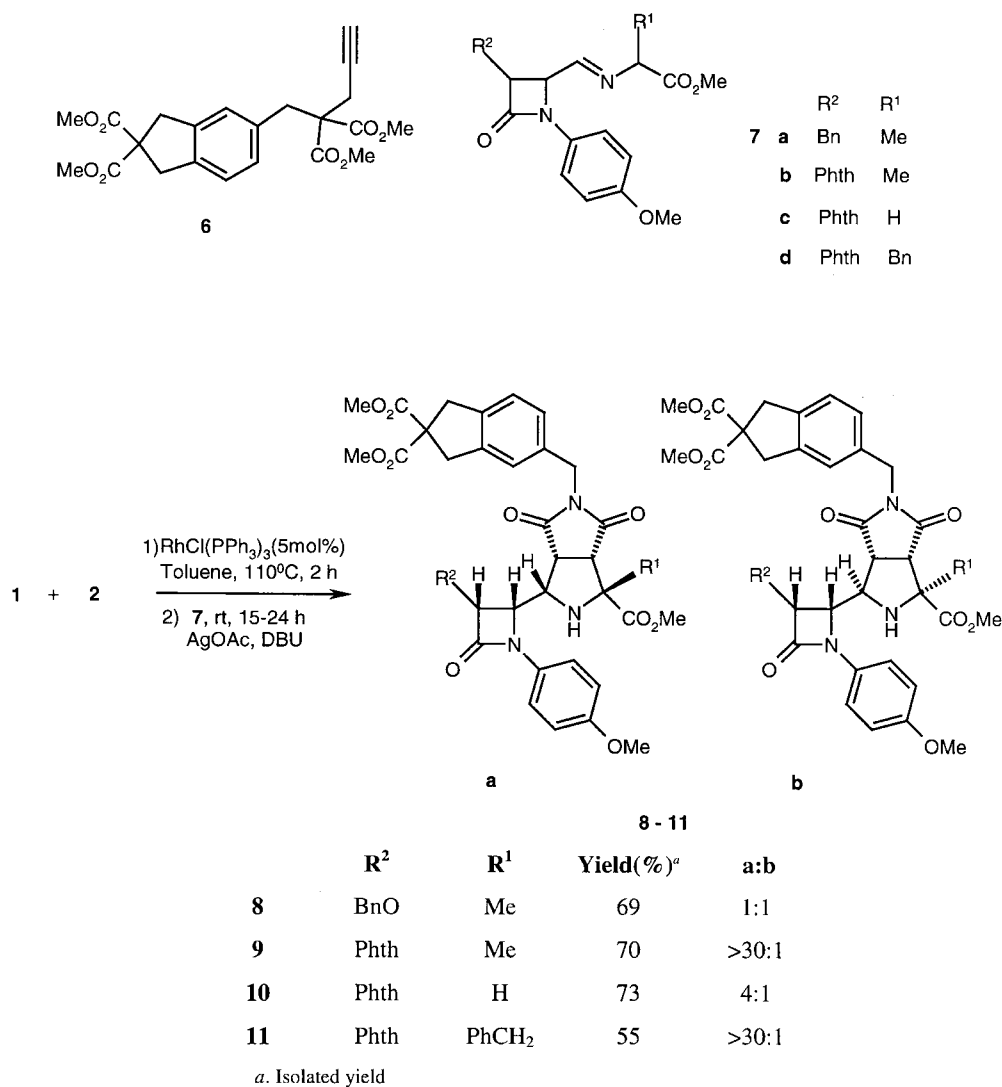 MeO₂C
MeO₂C
CO₂Me
CO₂Me
6
R²
R¹
N
CO₂Me
O
N
OMe
R² R¹
7 a Bn Me
b Phth Me
c Phth H
d Phth Bn
1 + 2
1)RhCl(PPh₃)₃(5mol%)
Toluene, 110⁰C, 2 h
2) 7, rt, 15-24 h
AgOAc, DBU
MeO₂C
MeO₂C
N
O O
H
R² H H R¹
N
H
CO₂Me
O
N
OMe
a
MeO₂C
MeO₂C
N
O O
H
R² H H R¹
N
H
CO₂Me
O
N
OMe
b
8 - 11
R² R¹ Yield(%)ᵃ a:b
8 BnO Me 69 1:1
9 Phth Me 70 >30:1
10 Phth H 73 4:1
11 Phth PhCH₂ 55 >30:1
a. Isolated yield